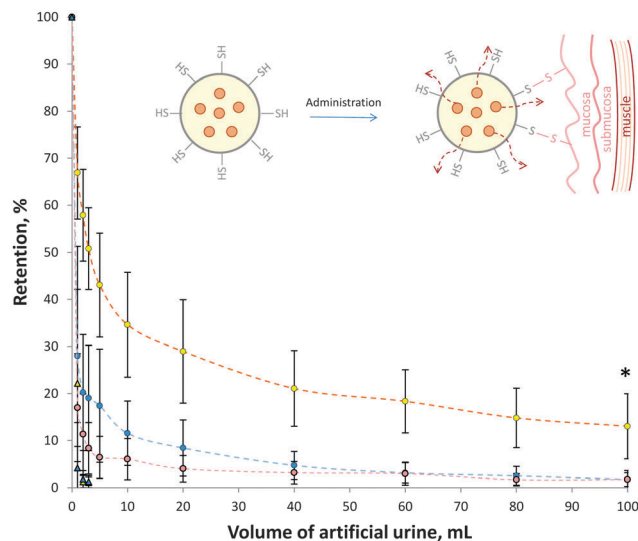 100
90
80
70
60
50
40
30
20
10
0
Retention, %
HS
HS
SH
HS
SH
HS
SH
HS
Administration
HS
SH
HS
HS
HS
SH
S
S
S
S
mucosa
submucosa
muscle
*
0
10
20
30
40
50
60
70
80
90
100
Volume of artificial urine, mL